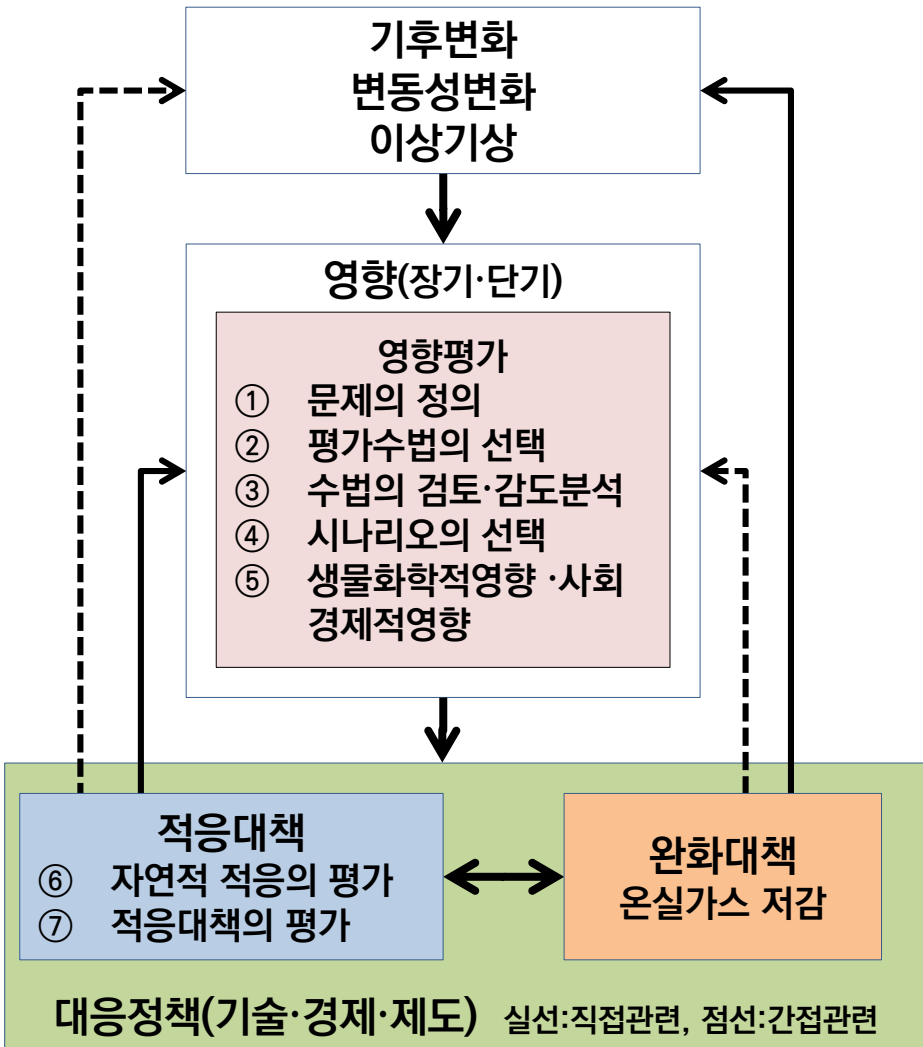 기후변화
변동성변화
이상기상
영향(장기·단기)
영향평가
① 문제의 정의
② 평가수법의 선택
③ 수법의 검토·감도분석
④ 시나리오의 선택
⑤ 생물화학적영향 ·사회
경제적영향
적응대책
⑥ 자연적 적응의 평가
⑦ 적응대책의 평가
완화대책
온실가스 저감
대응정책(기술·경제·제도) 실선:직접관련, 점선:간접관련